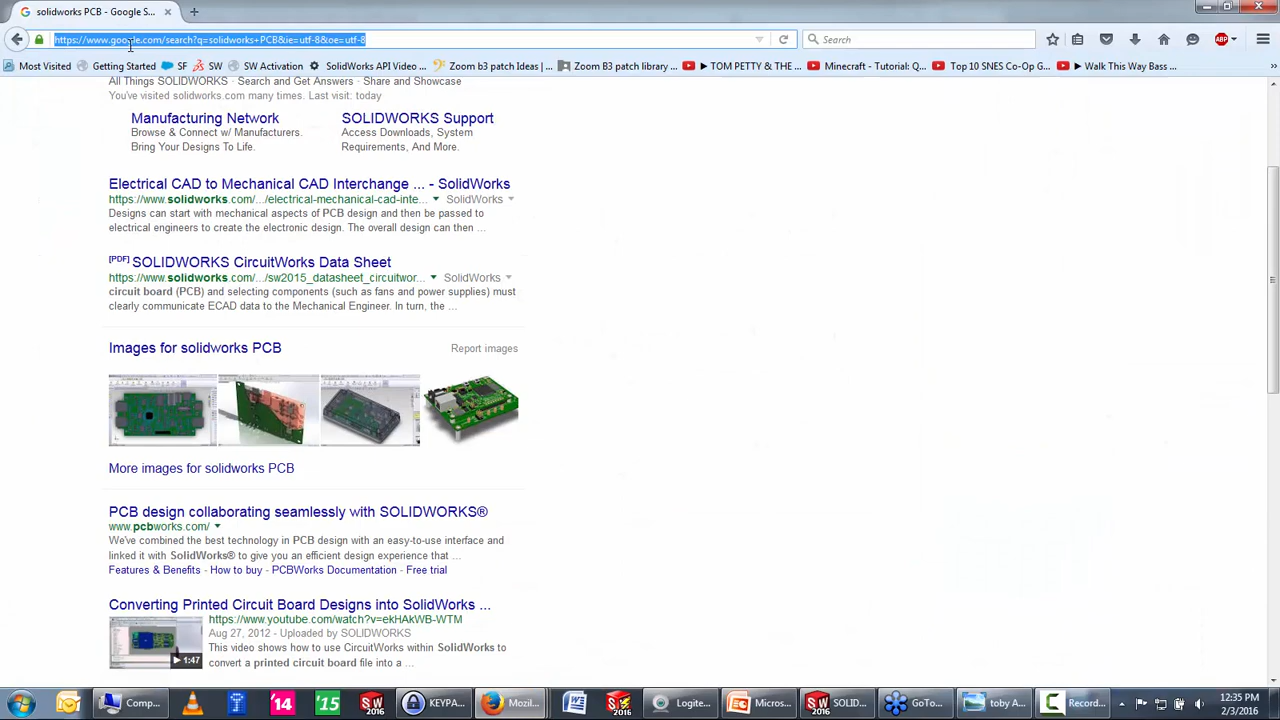 solidworks PCB - Google S...
https://www.google.com/search?q=solidworks+PCB&ie=utf-8&oe=utf-8
Search
Most Visited
Getting Started
SF
SW
SW Activation
SolidWorks API Video ...
Zoom b3 patch Ideas | ...
Zoom B3 patch library ...
► TOM PETTY & THE ...
Minecraft - Tutorial: Q...
Top 10 SNES Co-Op G...
► Walk This Way Bass ...
All Things SOLIDWORKS · Search and Get Answers · Share and Showcase
You've visited solidworks.com many times. Last visit: today
Manufacturing Network
Browse & Connect w/ Manufacturers.
Bring Your Designs To Life.
SOLIDWORKS Support
Access Downloads, System
Requirements, And More.
Electrical CAD to Mechanical CAD Interchange ... - SolidWorks
https://www.solidworks.com/.../electrical-mechanical-cad-inte... SolidWorks
Designs can start with mechanical aspects of PCB design and then be passed to
electrical engineers to create the electronic design. The overall design can then ...
[PDF] SOLIDWORKS CircuitWorks Data Sheet
https://www.solidworks.com/.../sw2015_datasheet_circuitwor... SolidWorks
circuit board (PCB) and selecting components (such as fans and power supplies) must
clearly communicate ECAD data to the Mechanical Engineer. In turn, the ...
Images for solidworks PCB
Report images
More images for solidworks PCB
PCB design collaborating seamlessly with SOLIDWORKS®
www.pcbworks.com/
We've combined the best technology in PCB design with an easy-to-use interface and
linked it with SolidWorks® to give you an efficient design experience that ...
Features & Benefits - How to buy - PCBWorks Documentation - Free trial
Converting Printed Circuit Board Designs into SolidWorks ...
https://www.youtube.com/watch?v=ekHAkWB-WTM
Aug 27, 2012 - Uploaded by SOLIDWORKS
This video shows how to use CircuitWorks within SolidWorks to
convert a printed circuit board file into a ...
► 1:47
Comp...
'14
'15
SW 2016
KEYPA...
Mozil...
Logite...
Micros...
SW 2016
SOLID...
GoTo...
toby A...
Record...
12:35 PM
2/3/2016